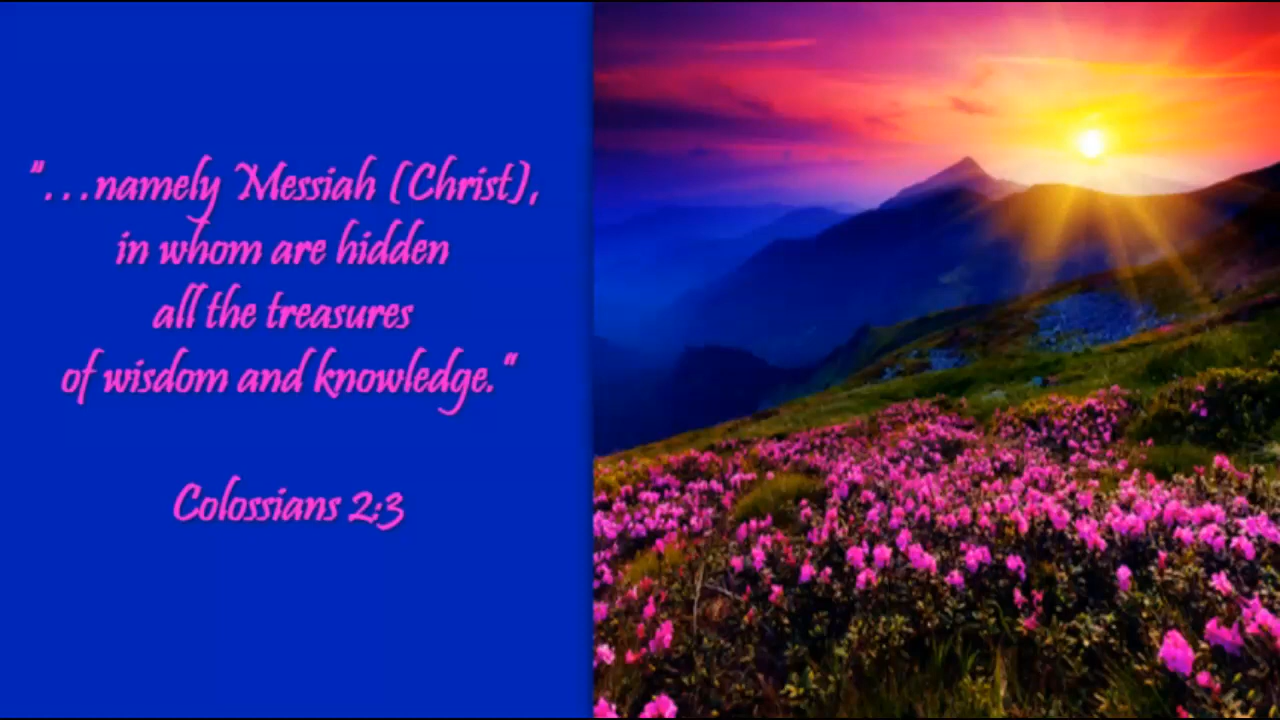 "...namely Messiah (Christ),
in whom are hidden
all the treasures
of wisdom and knowledge."
Colossians 2:3